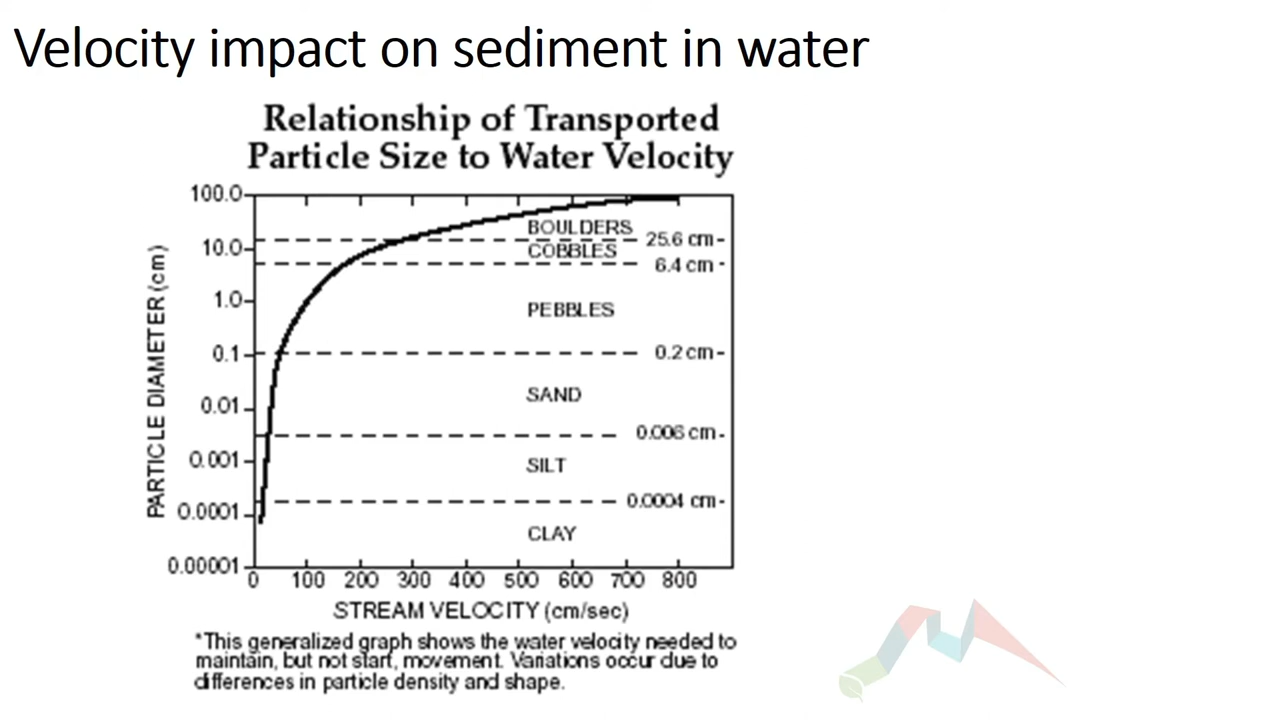 Velocity impact on sediment in water
Relationship of Transported
Particle Size to Water Velocity
PARTICLE DIAMETER (cm)
100.0
10.0
1.0
0.1
0.01
0.001
0.0001
0.00001
BOULDERS
25.6 cm
COBBLES
6.4 cm
PEBBLES
0.2 cm
SAND
0.006 cm
SILT
0.0004 cm
CLAY
0 100 200 300 400 500 600 700 800
STREAM VELOCITY (cm/sec)
*This generalized graph shows the water velocity needed to
maintain, but not start, movement. Variations occur due to
differences in particle density and shape.